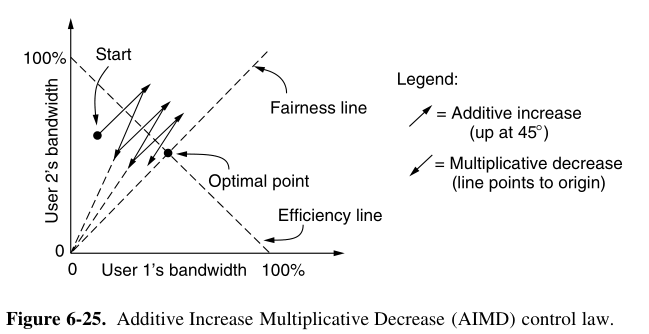 100%
Start
User 2's bandwidth
Fairness line
Optimal point
Efficiency line
0
0
User 1's bandwidth
100%
Legend:
= Additive increase
(up at 45°)
= Multiplicative decrease
(line points to origin)
Figure 6-25. Additive Increase Multiplicative Decrease (AIMD) control law.